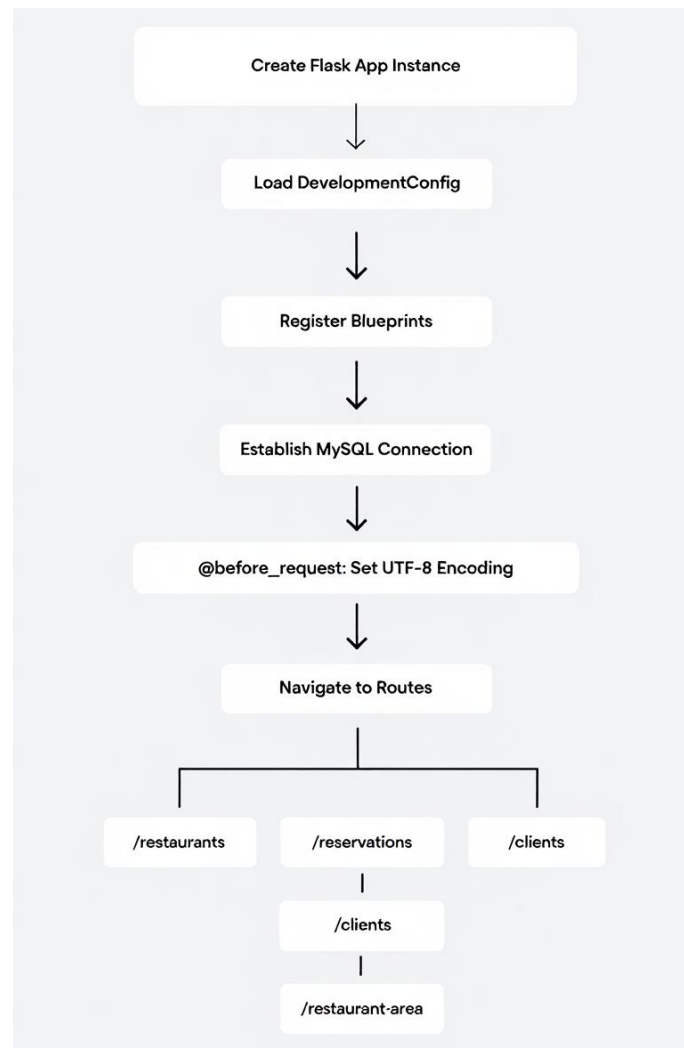 Create Flask App Instance
Load DevelopmentConfig
Register Blueprints
Establish MySQL Connection
@before_request: Set UTF-8 Encoding
Navigate to Routes
/restaurants
/reservations
/clients
/clients
/restaurant-area